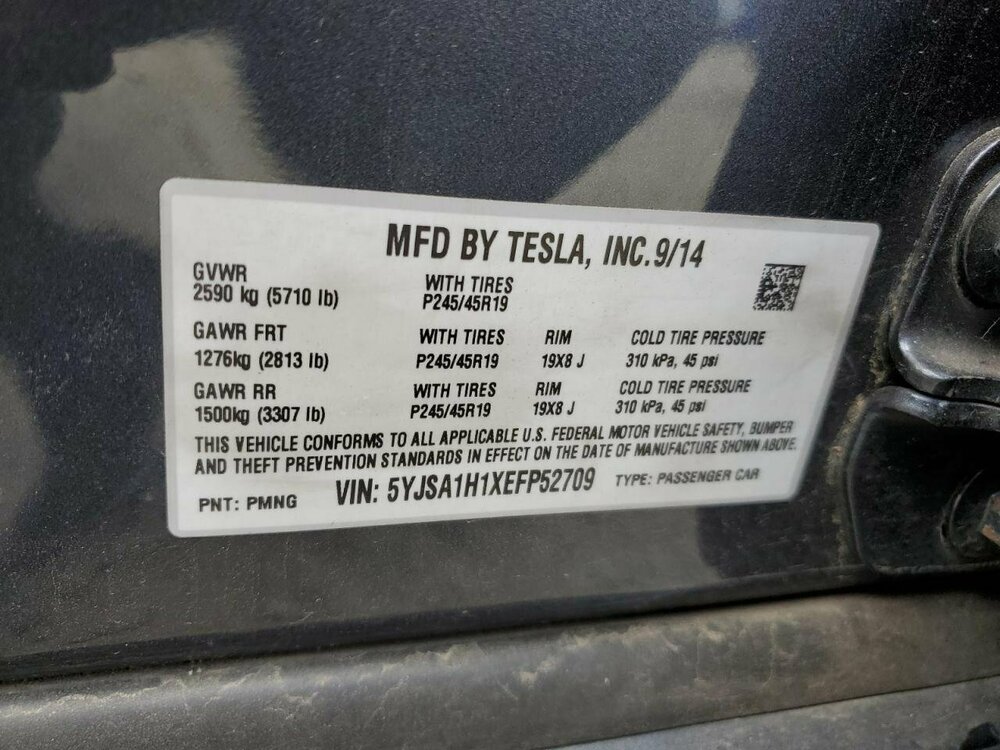 MFD BY TESLA, INC. 9/14
GVWR WITH TIRES
2590 kg (5710 lb) P245/45R19
GAWR FRT WITH TIRES RIM COLD TIRE PRESSURE
1276kg (2813 lb) P245/45R19 19X8 J 310 kPa, 45 psi
GAWR RR WITH TIRES RIM COLD TIRE PRESSURE
1500kg (3307 lb) P245/45R19 19X8 J 310 kPa, 45 psi
THIS VEHICLE CONFORMS TO ALL APPLICABLE U.S. FEDERAL MOTOR VEHICLE SAFETY, BUMPER
AND THEFT PREVENTION STANDARDS IN EFFECT ON THE DATE OF MANUFACTURE SHOWN ABOVE.
PNT: PMNG VIN: 5YJSA1H1XEFP52709 TYPE: PASSENGER CAR